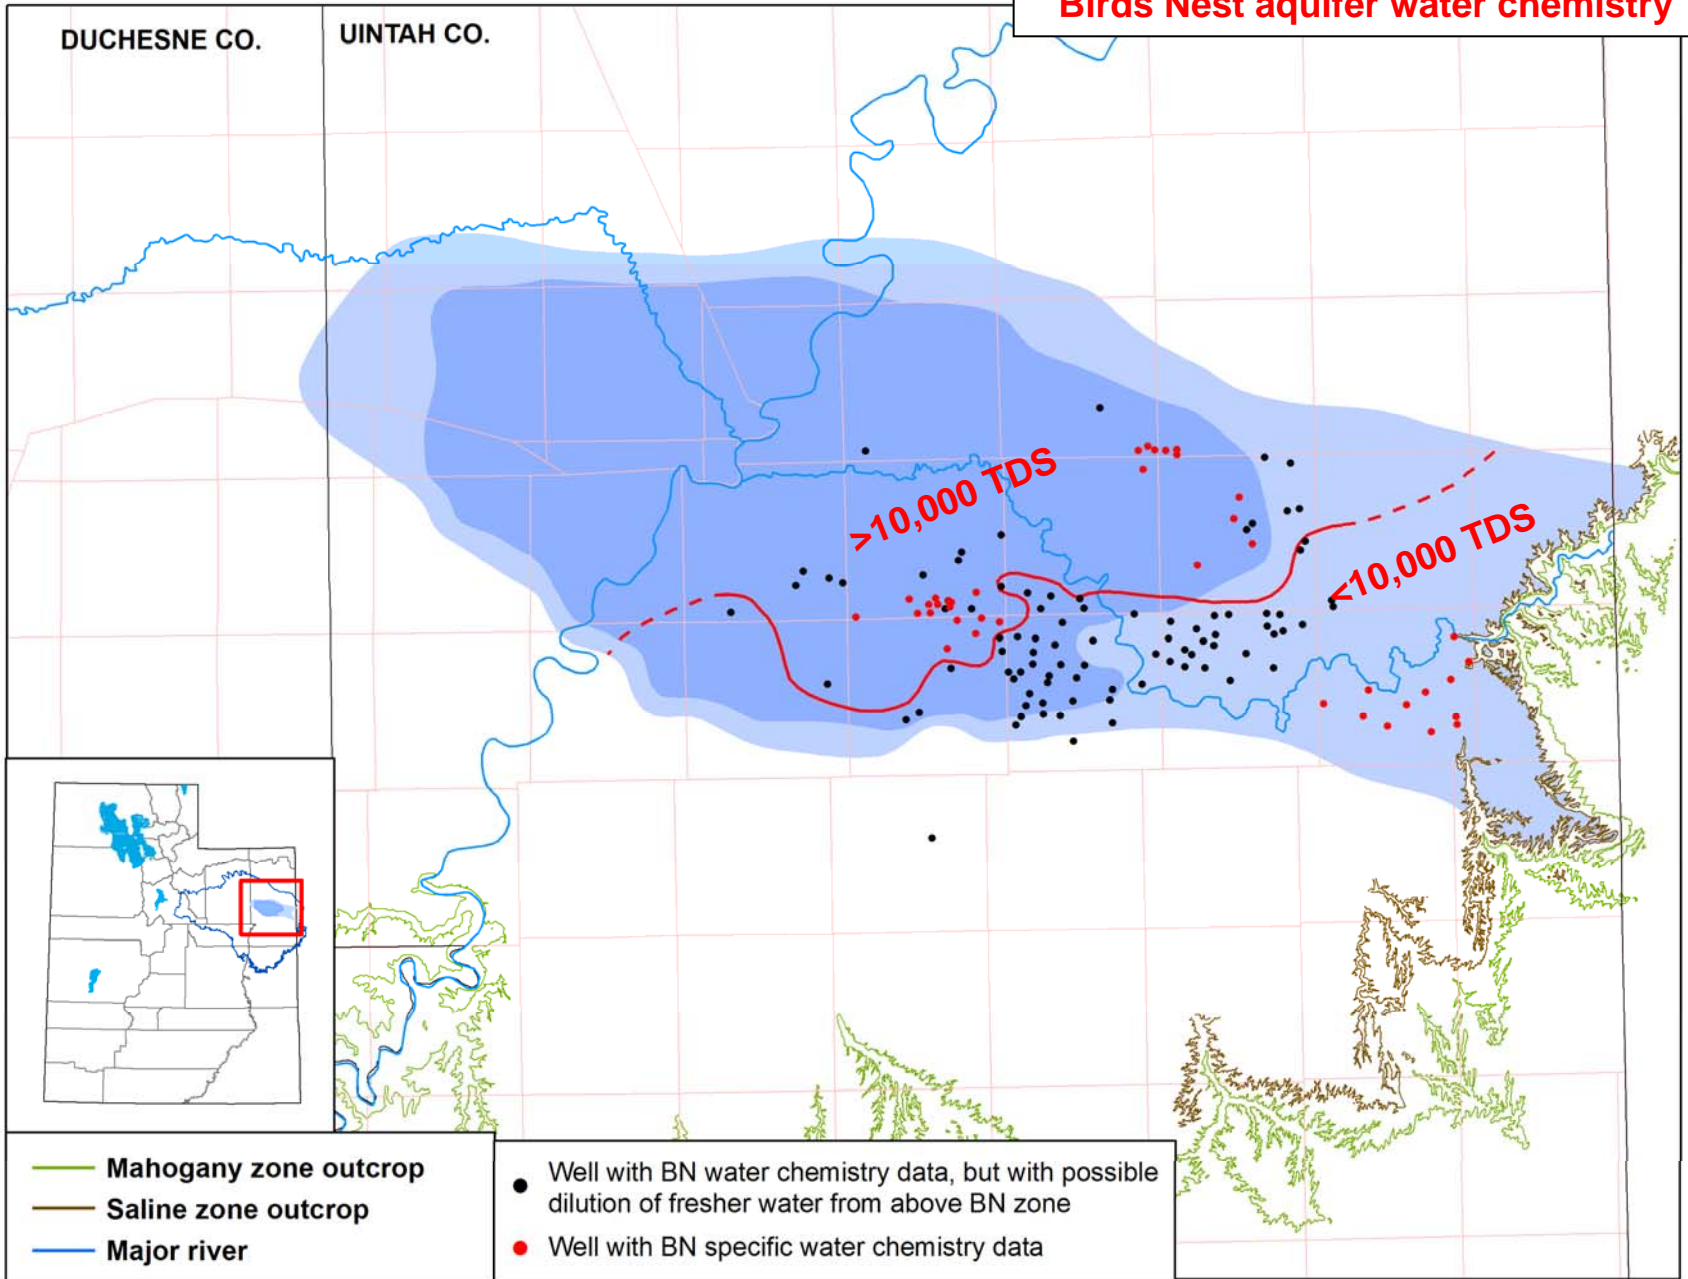 Birds Nest aquifer water chemistry
DUCHESNE CO.
UINTAH CO.
>10,000 TDS
<10,000 TDS
Mahogany zone outcrop
Saline zone outcrop
Major river
Well with BN water chemistry data, but with possible
dilution of fresher water from above BN zone
Well with BN specific water chemistry data